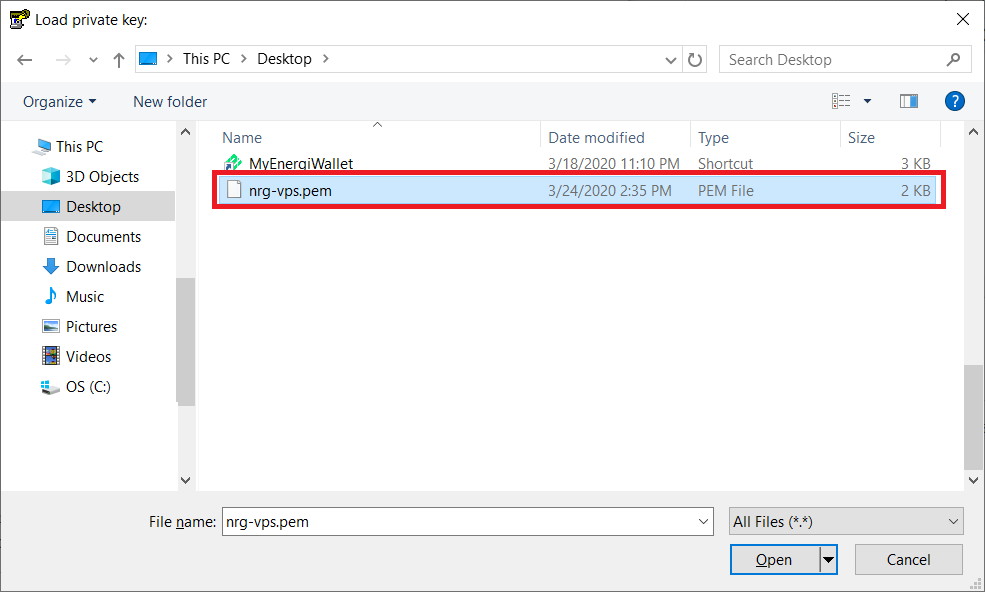 Load private key:
This PC Desktop
Search Desktop
Organize New folder
Name Date modified Type Size
This PC
3D Objects
Desktop
Documents
Downloads
Music
Pictures
Videos
OS (C:)
MyEnergiWallet 3/18/2020 11:10 PM Shortcut 3 KB
nrg-vps.pem 3/24/2020 2:35 PM PEM File 2 KB
File name: nrg-vps.pem All Files (*.*)
Open Cancel